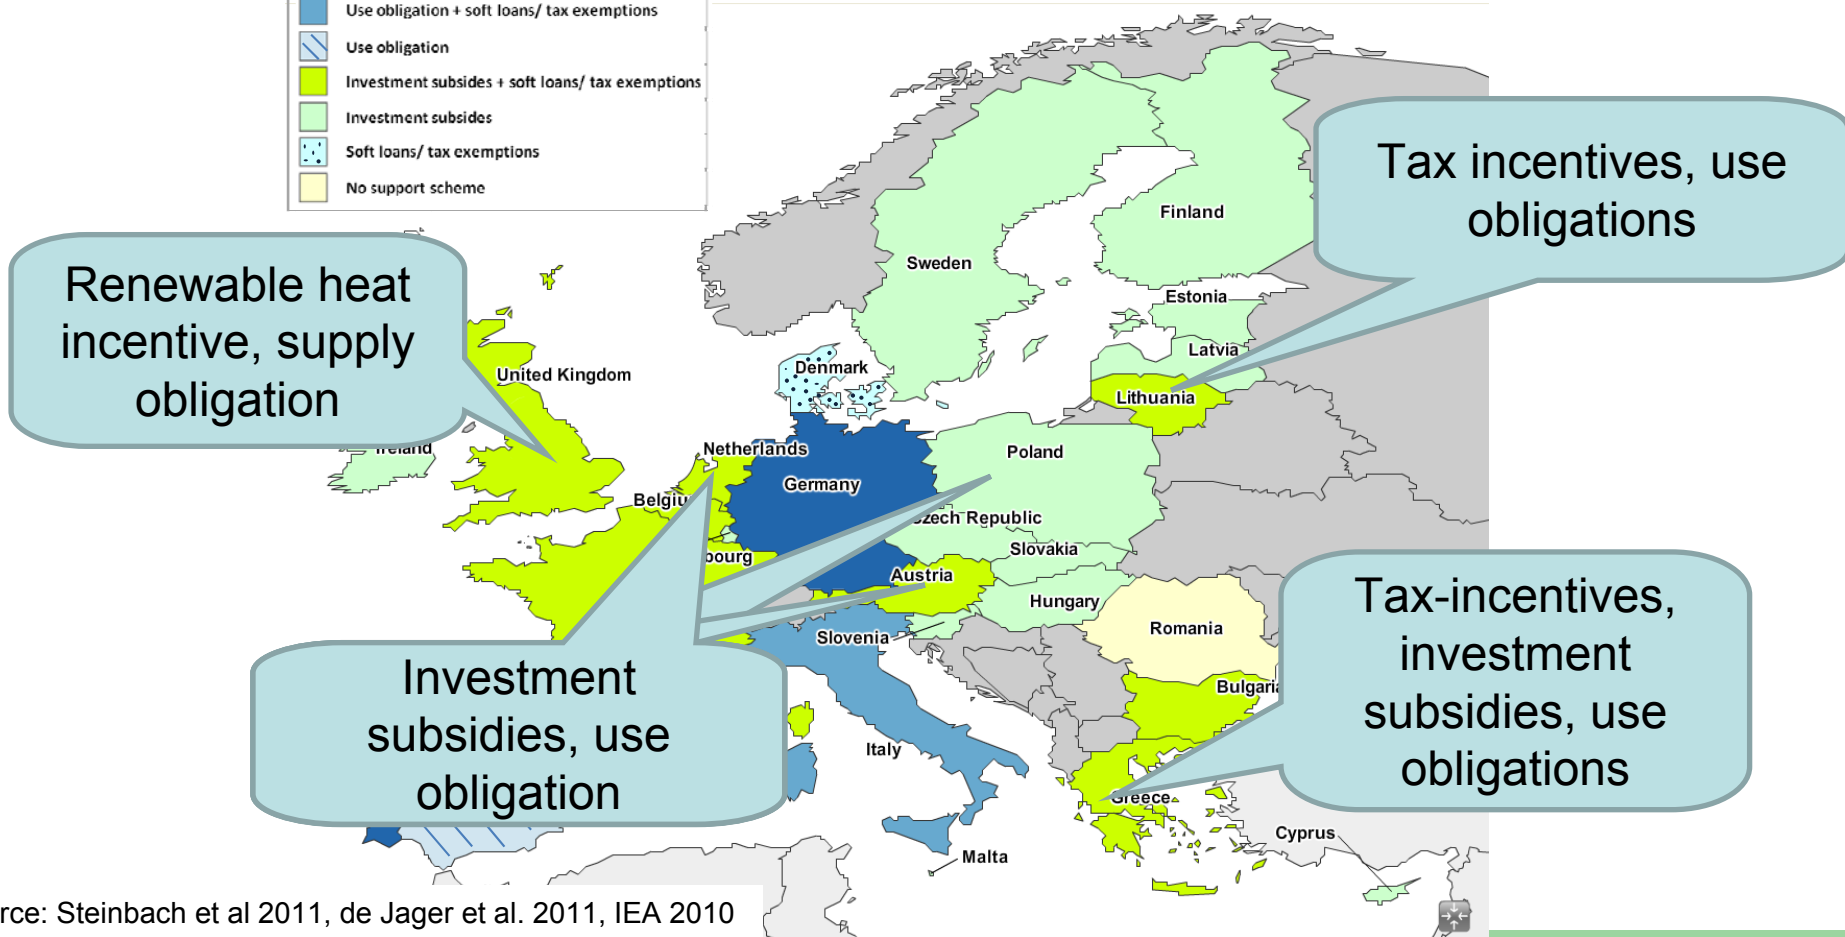 Use obligation + soft loans/ tax exemptions
Use obligation
Investment subsides + soft loans/ tax exemptions
Investment subsides
Soft loans/ tax exemptions
No support scheme
Tax incentives, use
obligations
Renewable heat
incentive, supply
obligation
Finland
Sweden
Estonia
Latvia
Denmark
Lithuania
United Kingdom
Netherlands
Poland
Germany
Belgiu
zech Republic
Slovakia
bourg
Austria
Hungary
Slovenia
Romania
Bulgaria
Tax-incentives,
investment
subsidies, use
obligations
Investment
subsidies, use
obligation
Italy
Greece
Cyprus
Malta
rce: Steinbach et al 2011, de Jager et al. 2011, IEA 2010